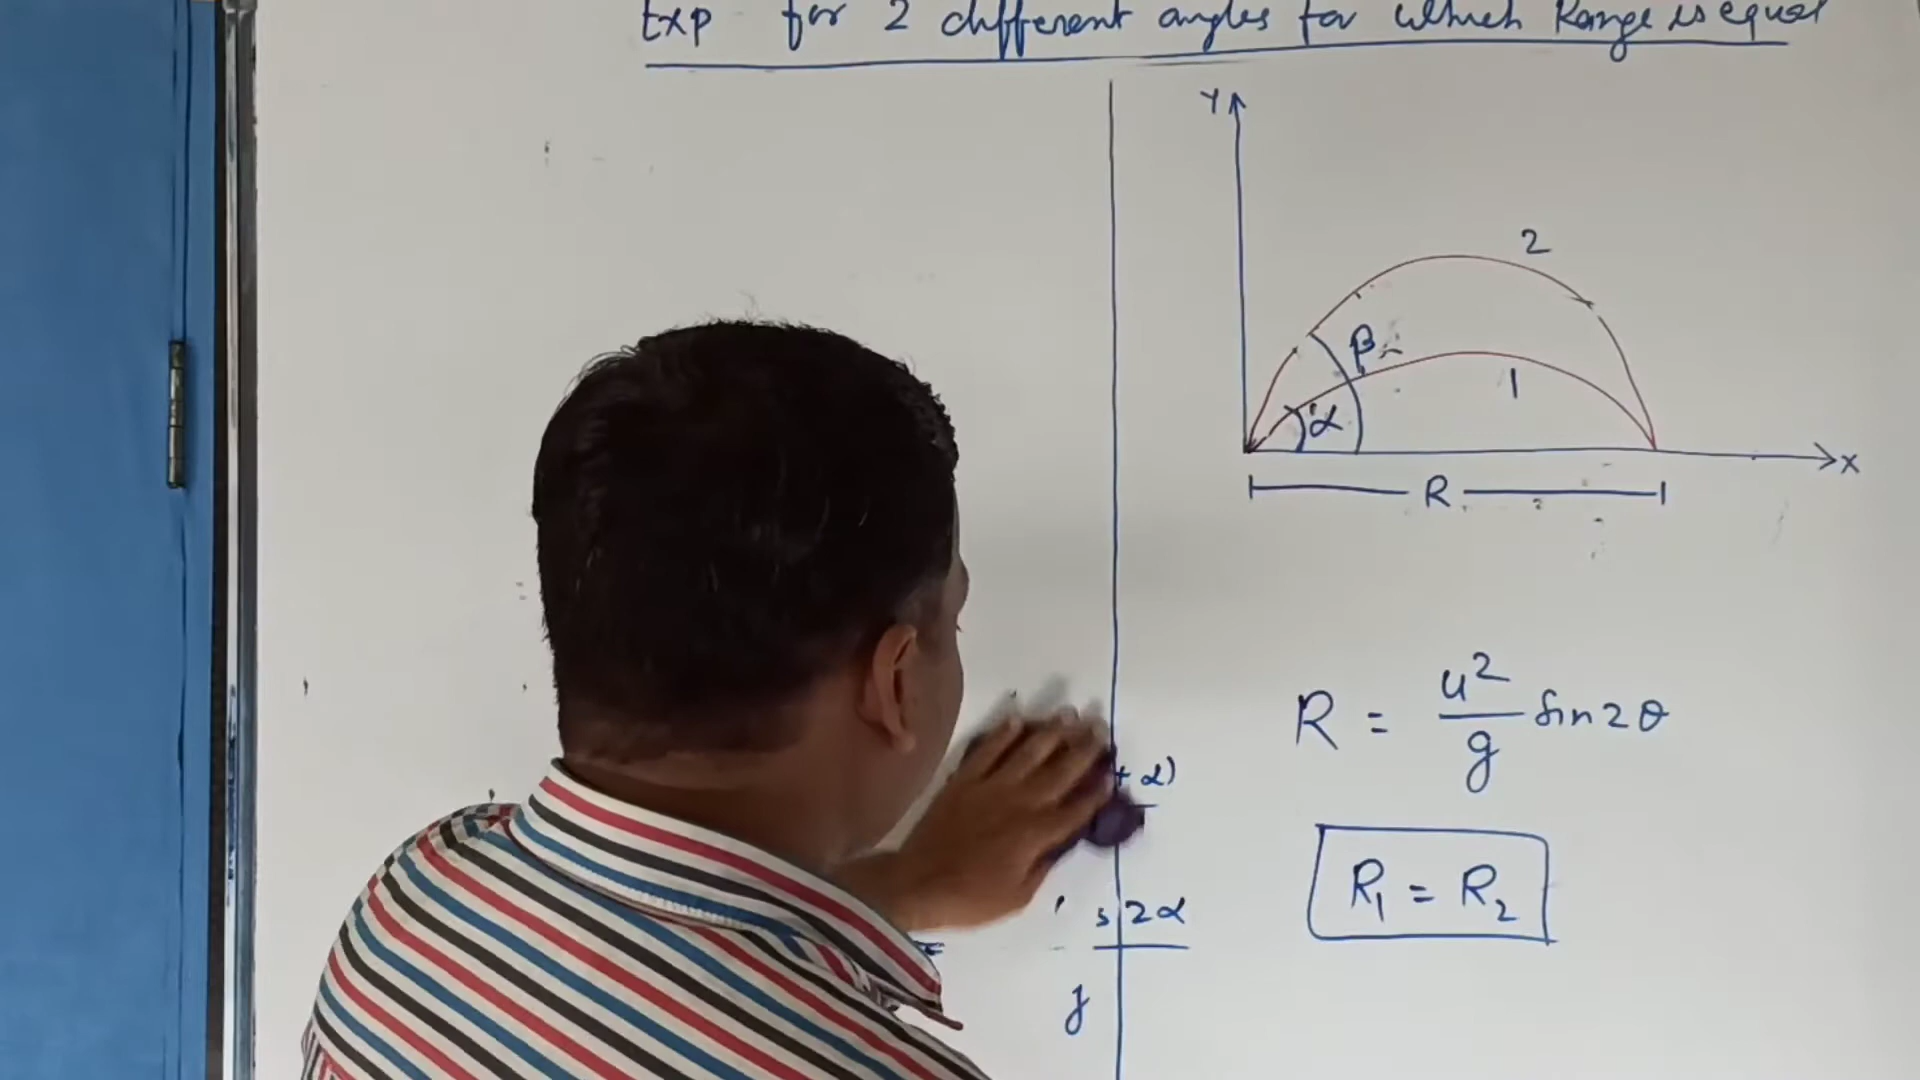 Exp for 2 different angles for which Range is equal
Y
2
β
1
α
X
R
+ α)
R = u²/g sin 2θ
s 2α
g
R₁ = R₂